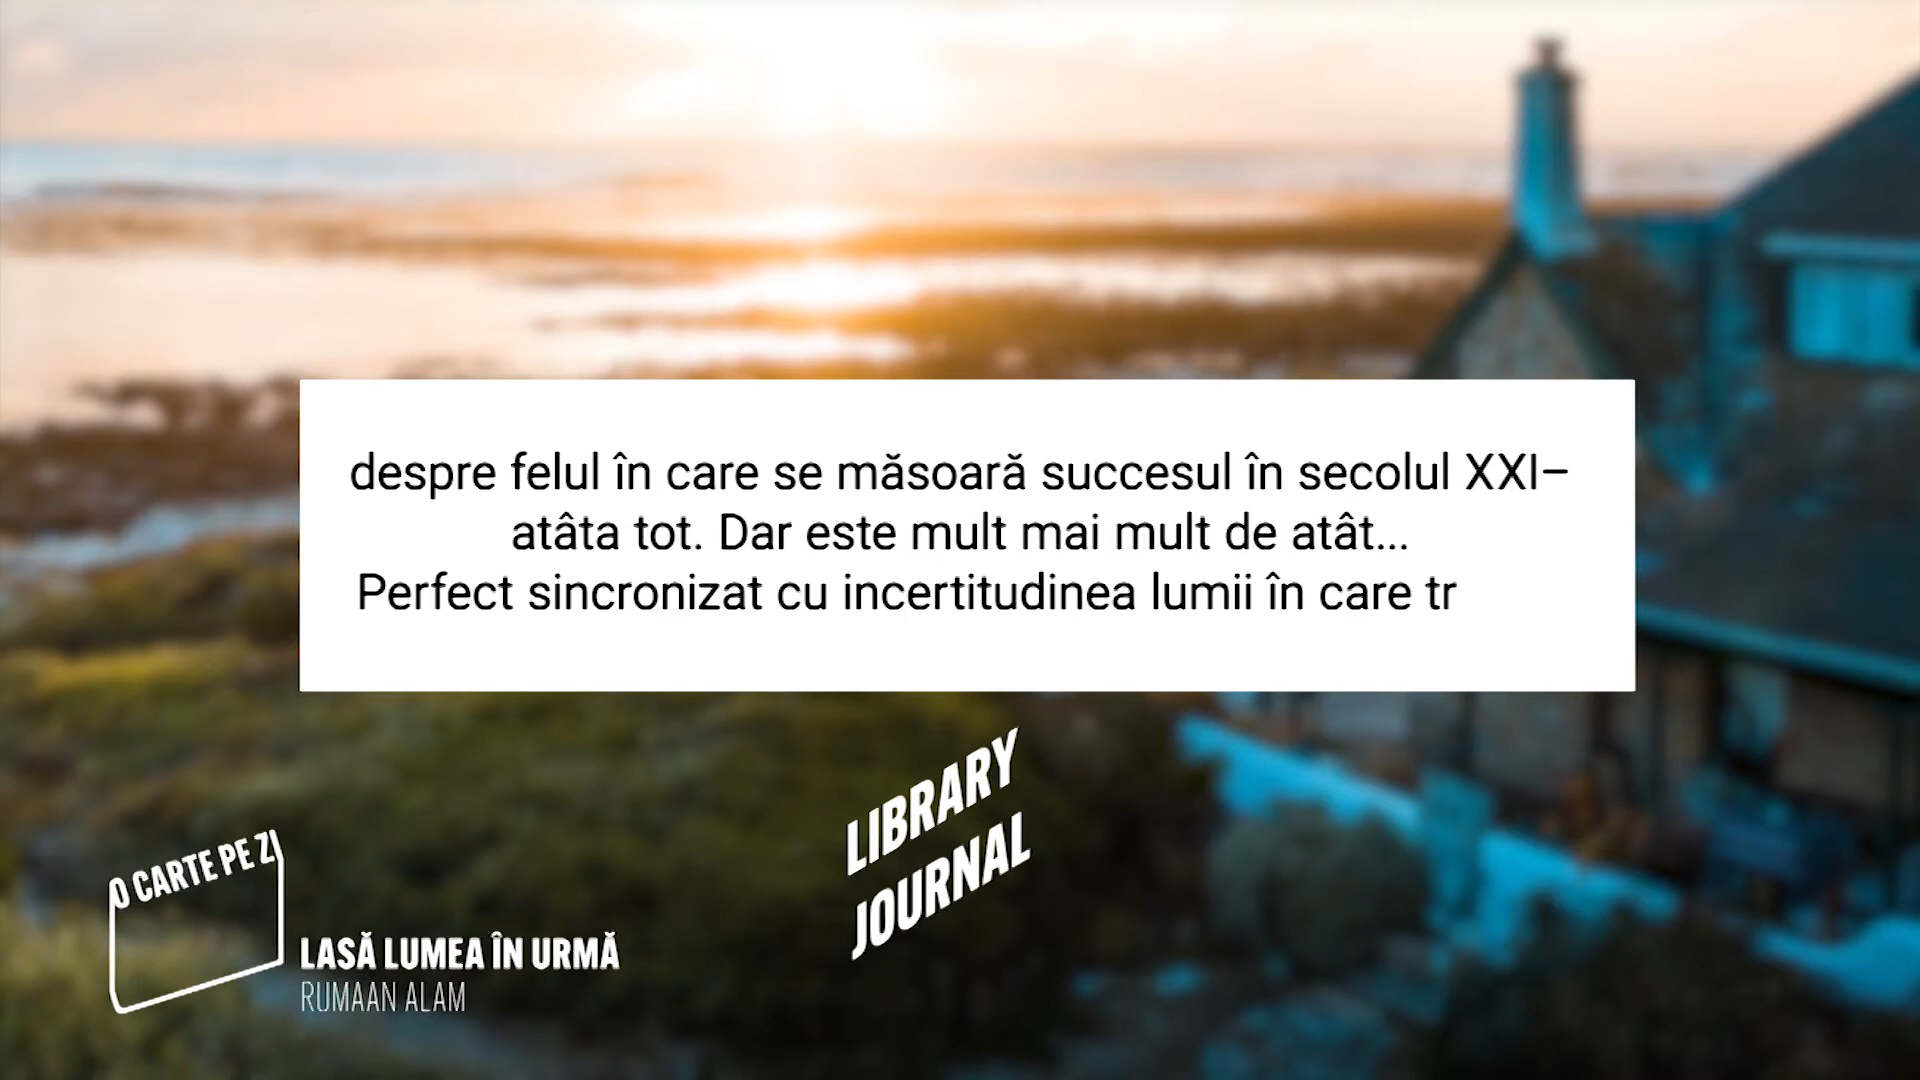 despre felul în care se măsoară succesul în secolul XXI–
atâta tot. Dar este mult mai mult de atât...
Perfect sincronizat cu incertitudinea lumii în care tr
LIBRARY
JOURNAL
O CARTE PE ZI
LASĂ LUMEA ÎN URMĂ
RUMAAN ALAM